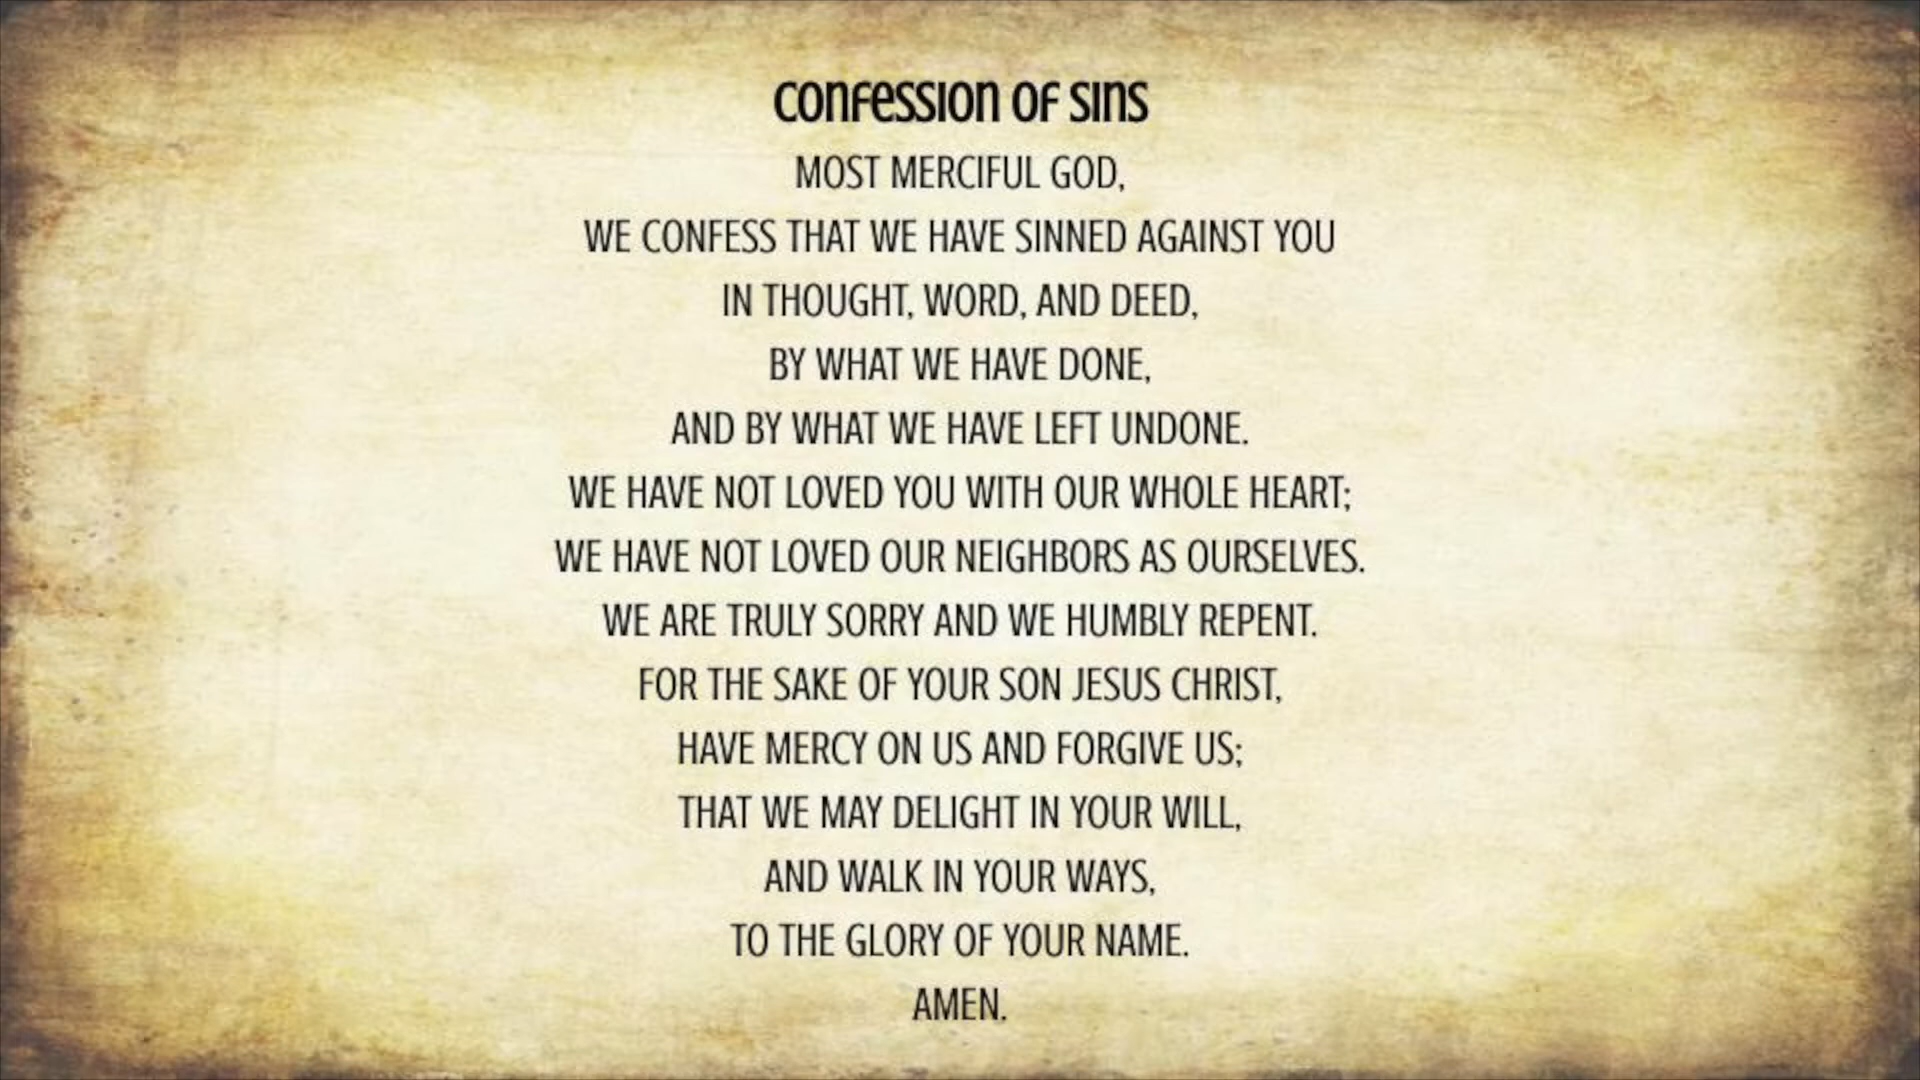 Confession of Sins
MOST MERCIFUL GOD,
WE CONFESS THAT WE HAVE SINNED AGAINST YOU
IN THOUGHT, WORD, AND DEED,
BY WHAT WE HAVE DONE,
AND BY WHAT WE HAVE LEFT UNDONE.
WE HAVE NOT LOVED YOU WITH OUR WHOLE HEART;
WE HAVE NOT LOVED OUR NEIGHBORS AS OURSELVES.
WE ARE TRULY SORRY AND WE HUMBLY REPENT.
FOR THE SAKE OF YOUR SON JESUS CHRIST,
HAVE MERCY ON US AND FORGIVE US;
THAT WE MAY DELIGHT IN YOUR WILL,
AND WALK IN YOUR WAYS,
TO THE GLORY OF YOUR NAME.
AMEN.